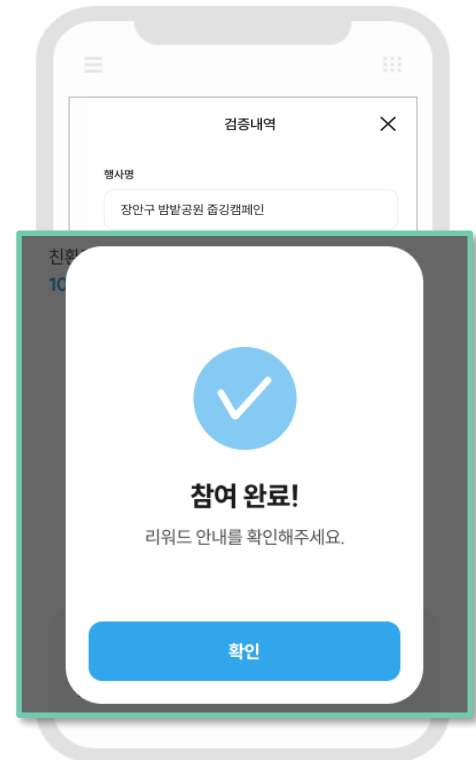 검증내역
행사명
장안구 밤밭공원 줍깅캠페인
친환
10
참여 완료!
리워드 안내를 확인해주세요.
확인